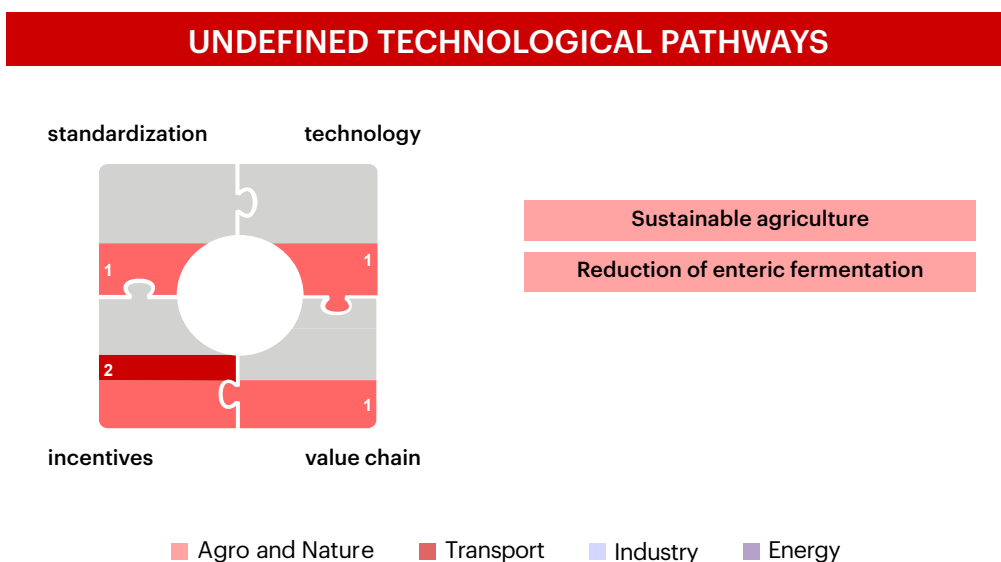 UNDEFINED TECHNOLOGICAL PATHWAYS
standardization technology
1 1
2
1
incentives value chain
Sustainable agriculture
Reduction of enteric fermentation
Agro and Nature Transport Industry Energy